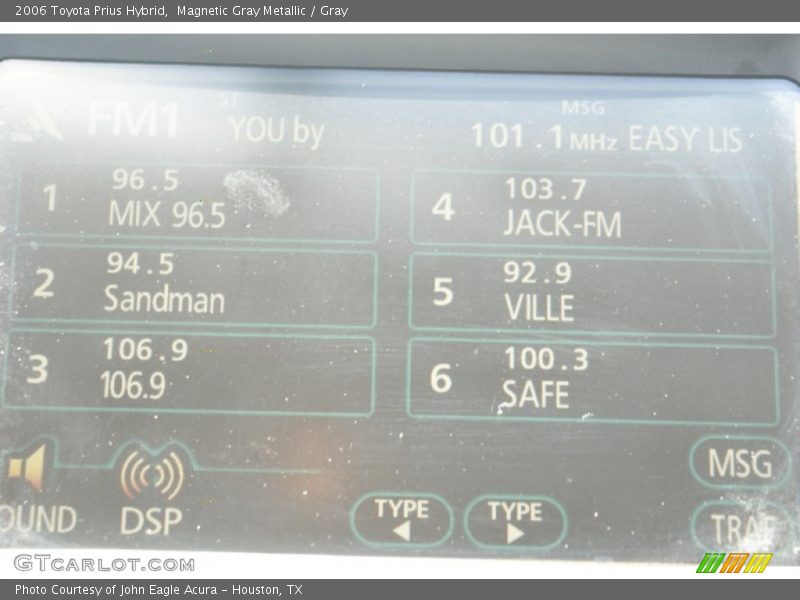 2006 Toyota Prius Hybrid,  Magnetic Gray Metallic / Gray
ST
MSG
FM1 YOU by 101.1 MHz EASY LIS
1 96.5
MIX 96.5
2 94.5
Sandman
3 106.9
106.9
4 103.7
JACK-FM
5 92.9
VILLE
6 100.3
SAFE
OUND
DSP
TYPE
TYPE
MSG
TRAF
GTCARLOT.COM
Photo Courtesy of John Eagle Acura - Houston, TX